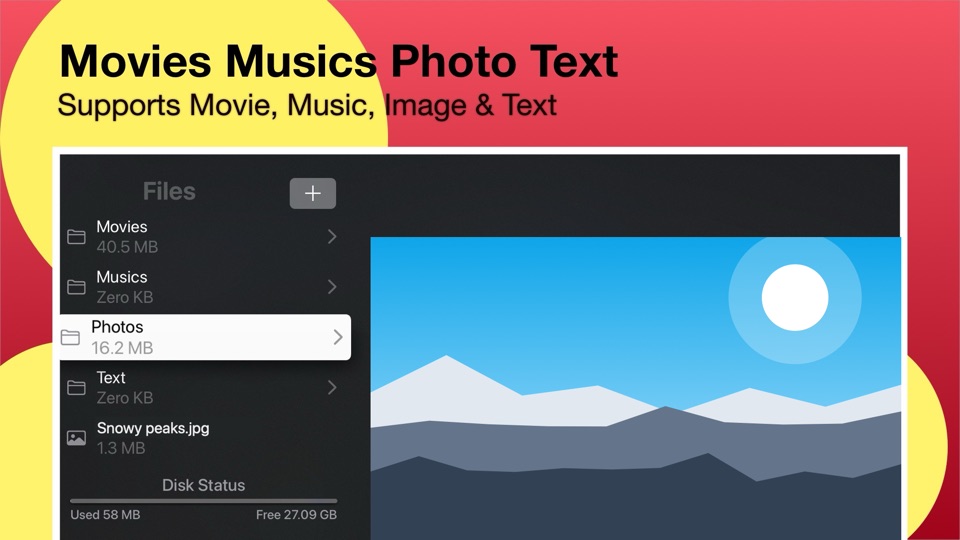 Movies Musics Photo Text
Supports Movie, Music, Image & Text
Files
Movies
40.5 MB
Musics
Zero KB
Photos
16.2 MB
Text
Zero KB
Snowy peaks.jpg
1.3 MB
Disk Status
Used 58 MB Free 27.09 GB